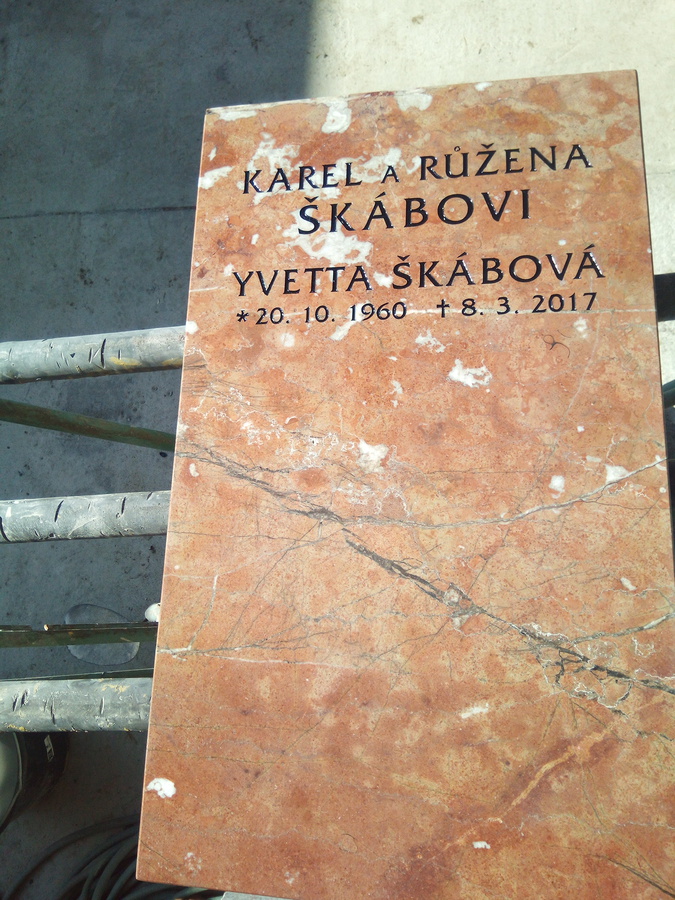 KAREL A RŮŽENA
ŠKÁBOVI
YVETTA ŠKÁBOVÁ
*20. 10. 1960 †8. 3. 2017